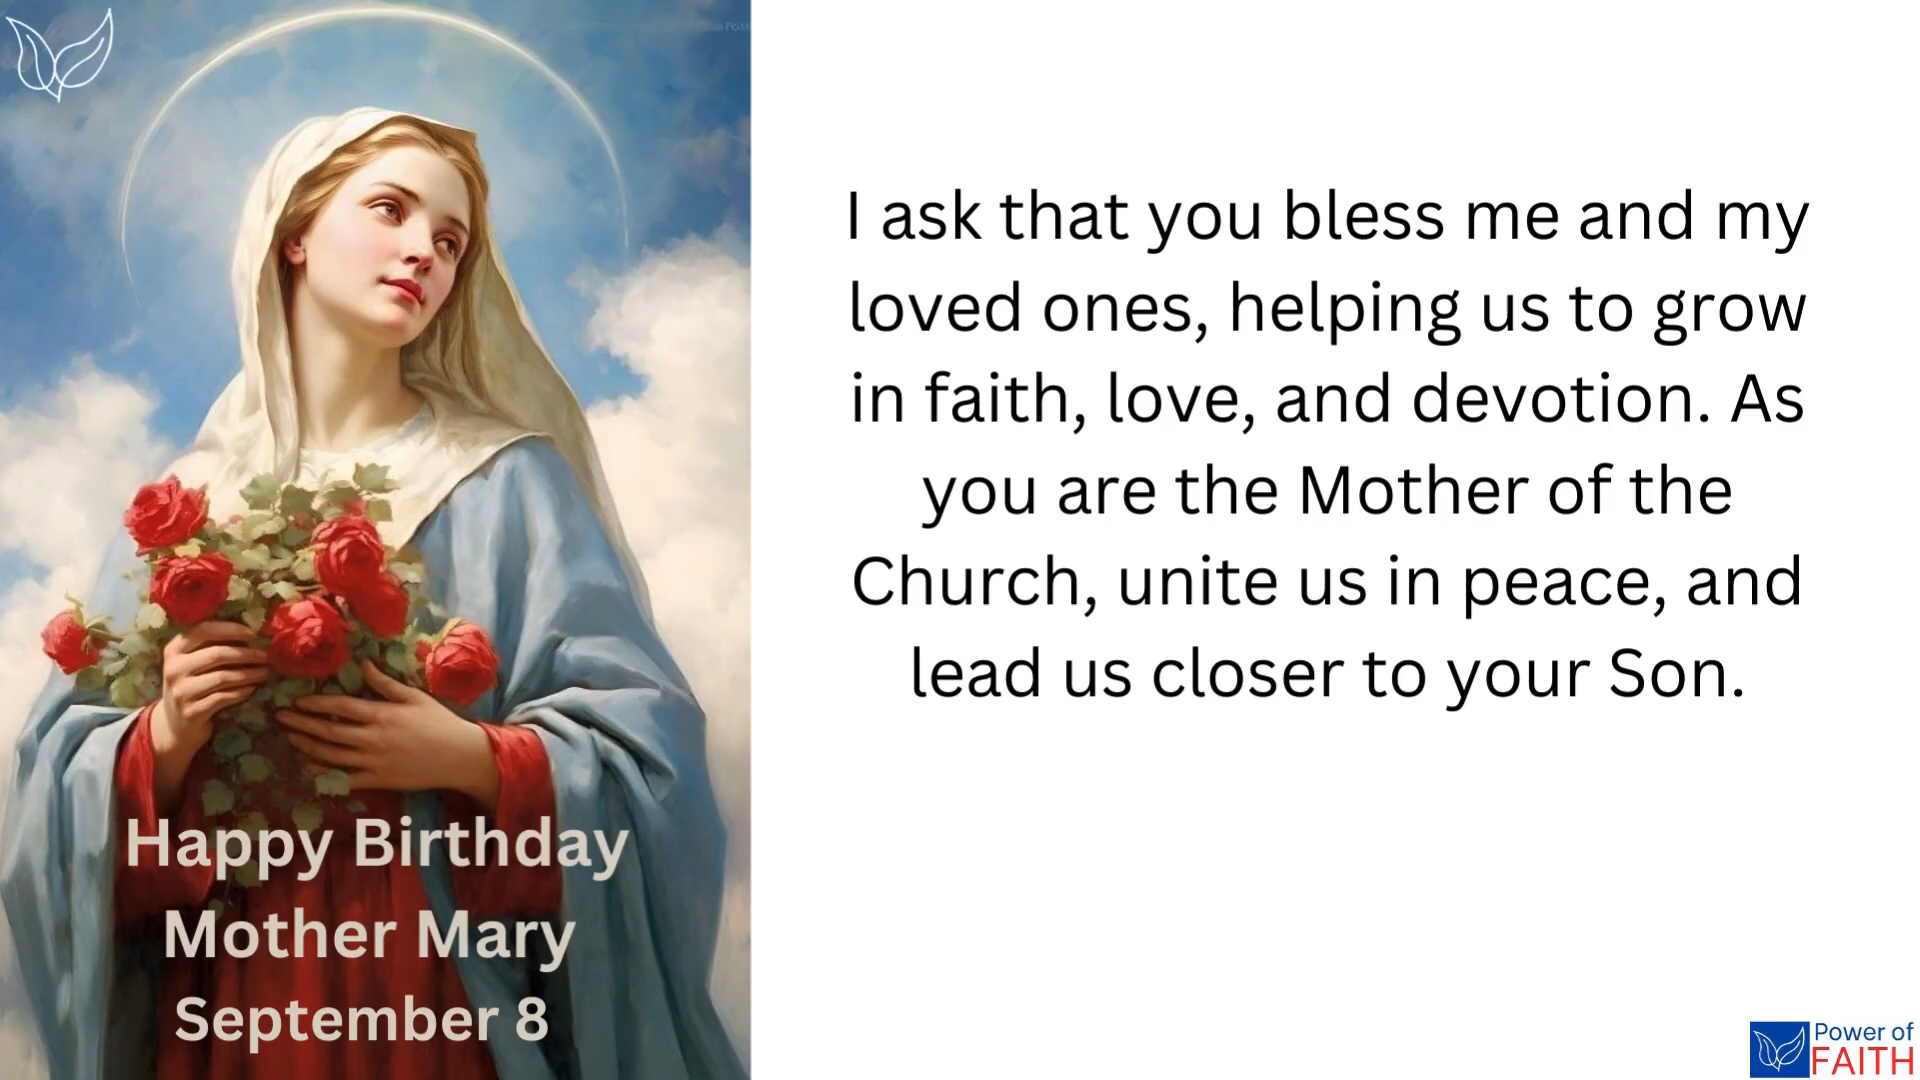 Happy Birthday
Mother Mary
September 8
I ask that you bless me and my
loved ones, helping us to grow
in faith, love, and devotion. As
you are the Mother of the
Church, unite us in peace, and
lead us closer to your Son.
Power of
FAITH